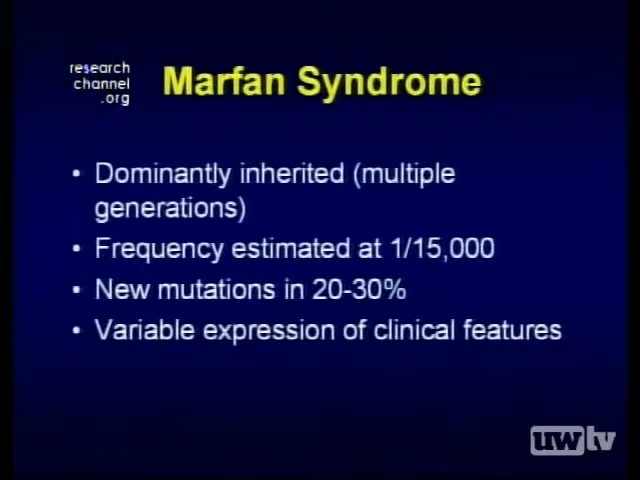 research
channel
.org
Marfan Syndrome
• Dominantly inherited (multiple
generations)
• Frequency estimated at 1/15,000
• New mutations in 20-30%
• Variable expression of clinical features
uwtv